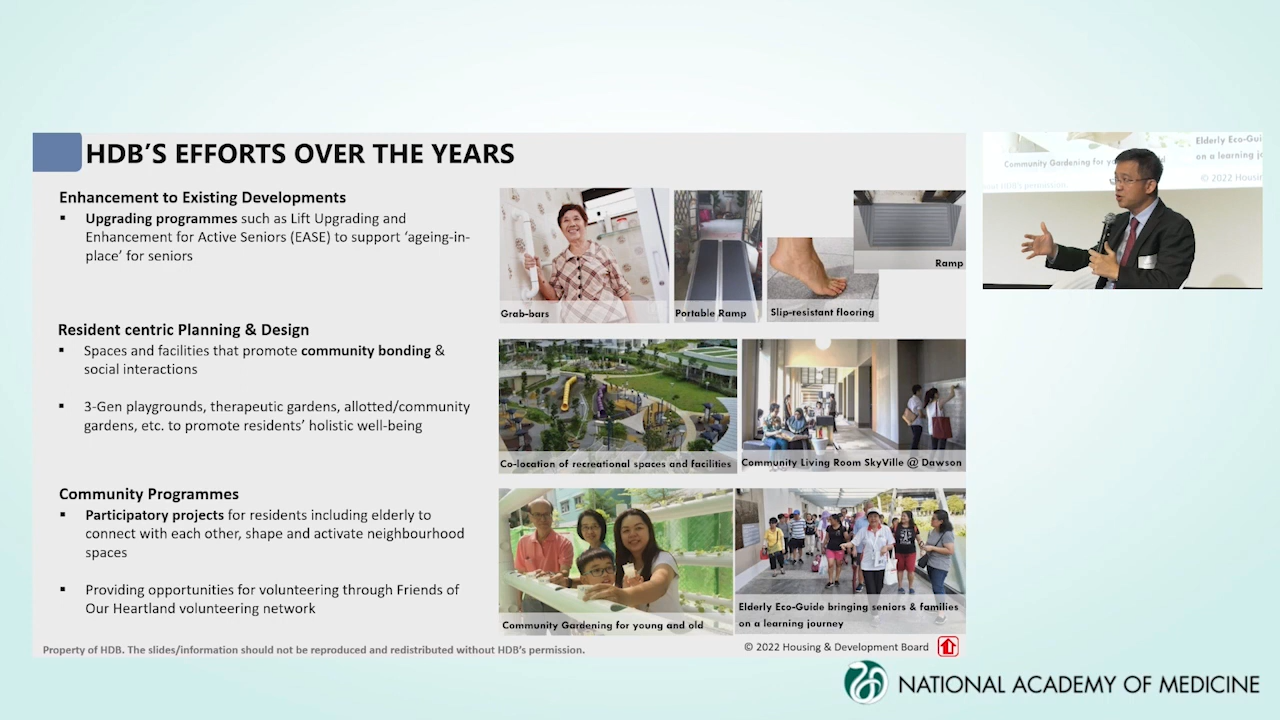 HDB'S EFFORTS OVER THE YEARS
Enhancement to Existing Developments
▪ Upgrading programmes such as Lift Upgrading and
Enhancement for Active Seniors (EASE) to support 'ageing-in-
place' for seniors
Grab-bars
Portable Ramp
Slip-resistant flooring
Ramp
Resident centric Planning & Design
▪ Spaces and facilities that promote community bonding &
social interactions
▪ 3-Gen playgrounds, therapeutic gardens, allotted/community
gardens, etc. to promote residents' holistic well-being
Co-location of recreational spaces and facilities
Community Living Room SkyVille @ Dawson
Community Programmes
▪ Participatory projects for residents including elderly to
connect with each other, shape and activate neighbourhood
spaces
▪ Providing opportunities for volunteering through Friends of
Our Heartland volunteering network
Community Gardening for young and old
Elderly Eco-Guide bringing seniors & families
on a learning journey
Property of HDB. The slides/information should not be reproduced and redistributed without HDB's permission.
© 2022 Housing & Development Board
Elderly Eco-Gui
Community Gardening for y
d
on a learning jo
© 2022 Housin
HDB's permission.
NATIONAL ACADEMY OF MEDICINE